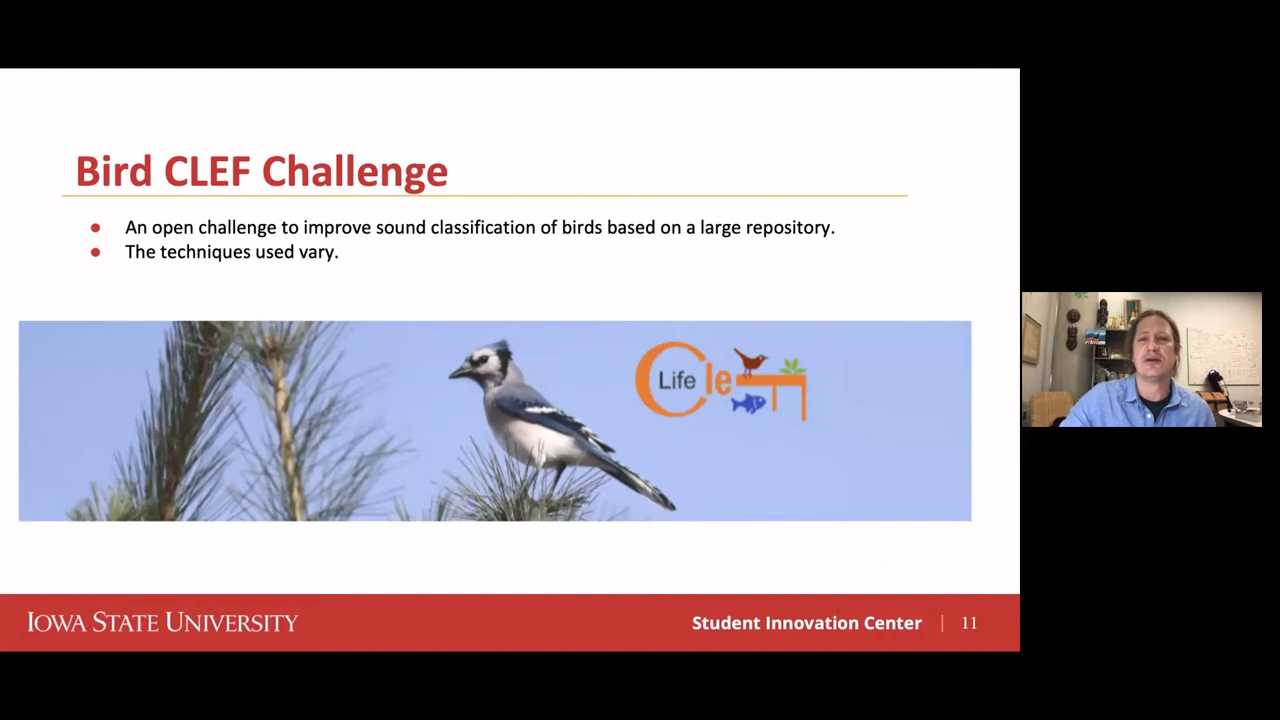 Bird CLEF Challenge
● An open challenge to improve sound classification of birds based on a large repository.
● The techniques used vary.
Life Cle
IOWA STATE UNIVERSITY
Student Innovation Center | 11